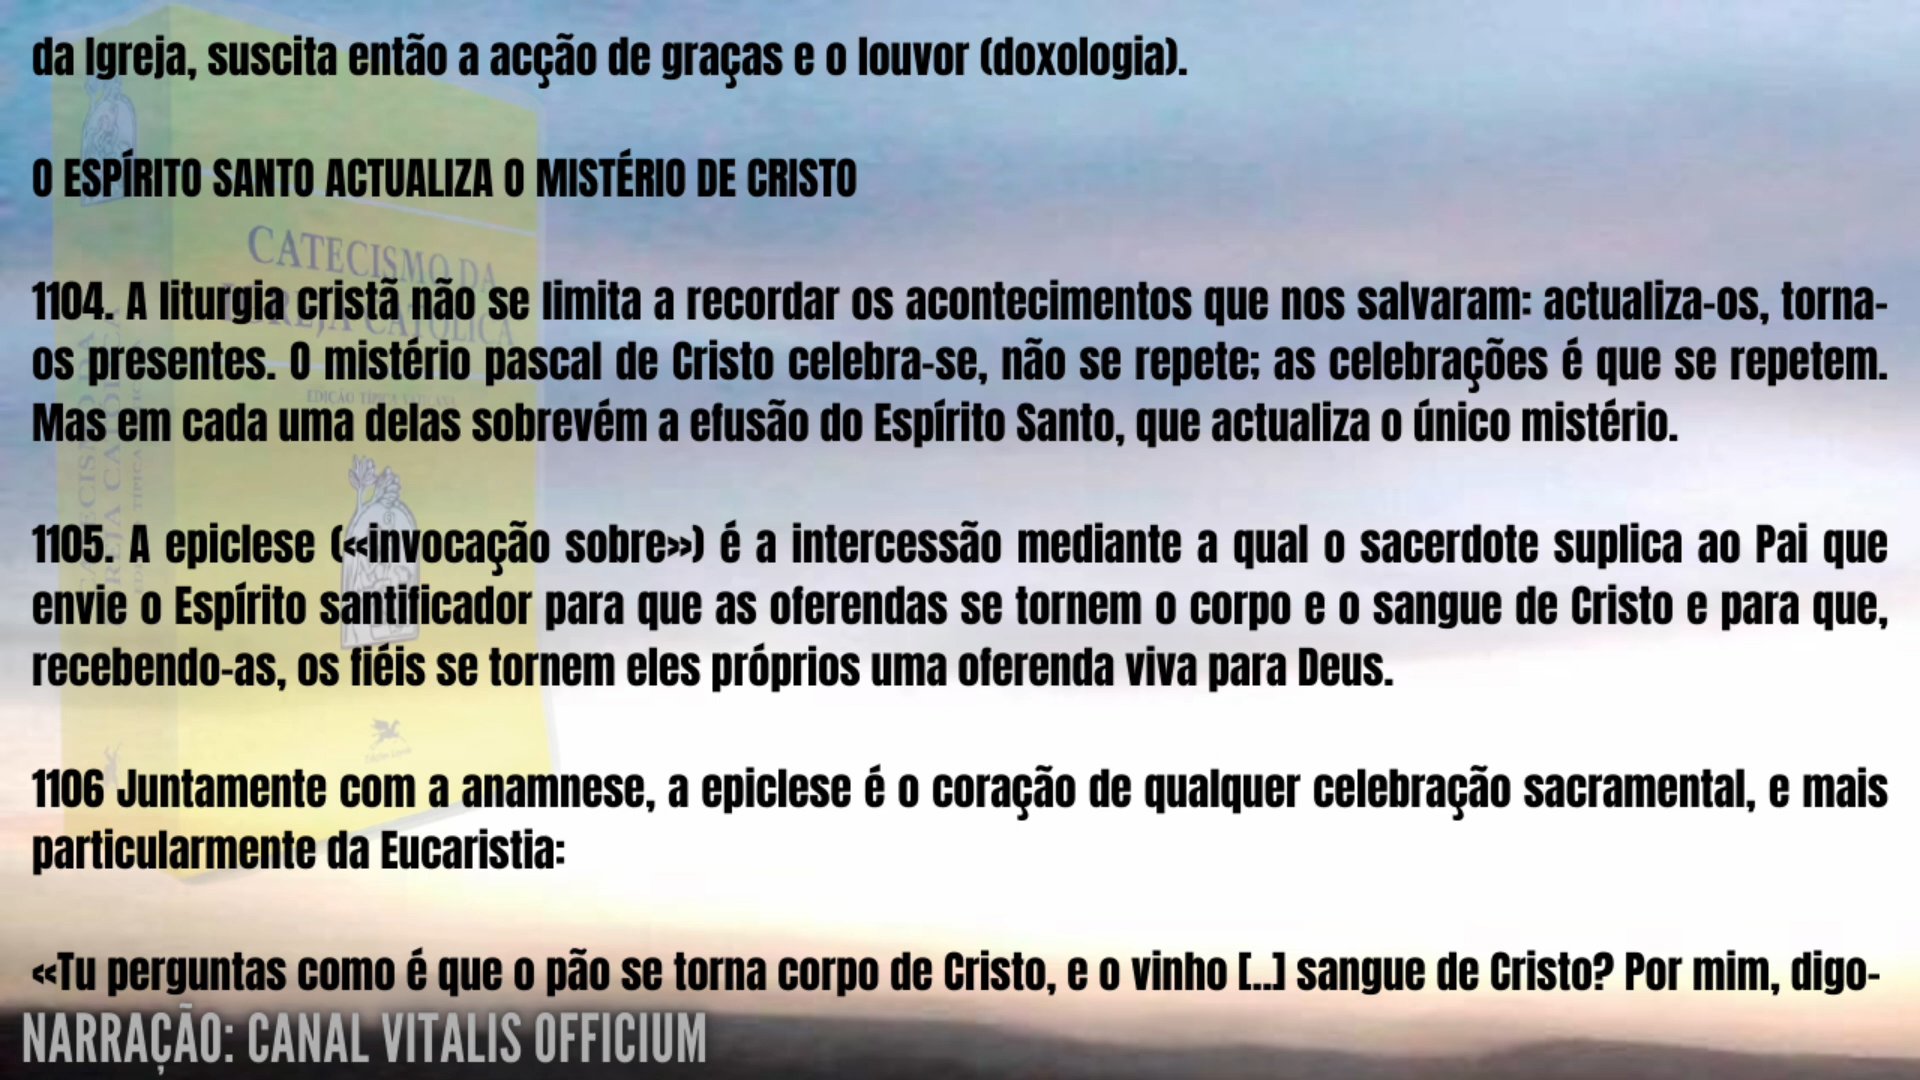 da Igreja, suscita então a acção de graças e o louvor (doxologia).
O ESPÍRITO SANTO ACTUALIZA O MISTÉRIO DE CRISTO
1104. A liturgia cristã não se limita a recordar os acontecimentos que nos salvaram: actualiza-os, torna-
os presentes. O mistério pascal de Cristo celebra-se, não se repete; as celebrações é que se repetem.
Mas em cada uma delas sobrevém a efusão do Espírito Santo, que actualiza o único mistério.
1105. A epiclese («invocação sobre») é a intercessão mediante a qual o sacerdote suplica ao Pai que
envie o Espírito santificador para que as oferendas se tornem o corpo e o sangue de Cristo e para que,
recebendo-as, os fiéis se tornem eles próprios uma oferenda viva para Deus.
1106 Juntamente com a anamnese, a epiclese é o coração de qualquer celebração sacramental, e mais
particularmente da Eucaristia:
«Tu perguntas como é que o pão se torna corpo de Cristo, e o vinho [..] sangue de Cristo? Por mim, digo-
NARRAÇÃO: CANAL VITALIS OFFICIUM
CATECISMO DA
IGREJA CATÓLICA
EDIÇÃO TÍPICA VATICANA